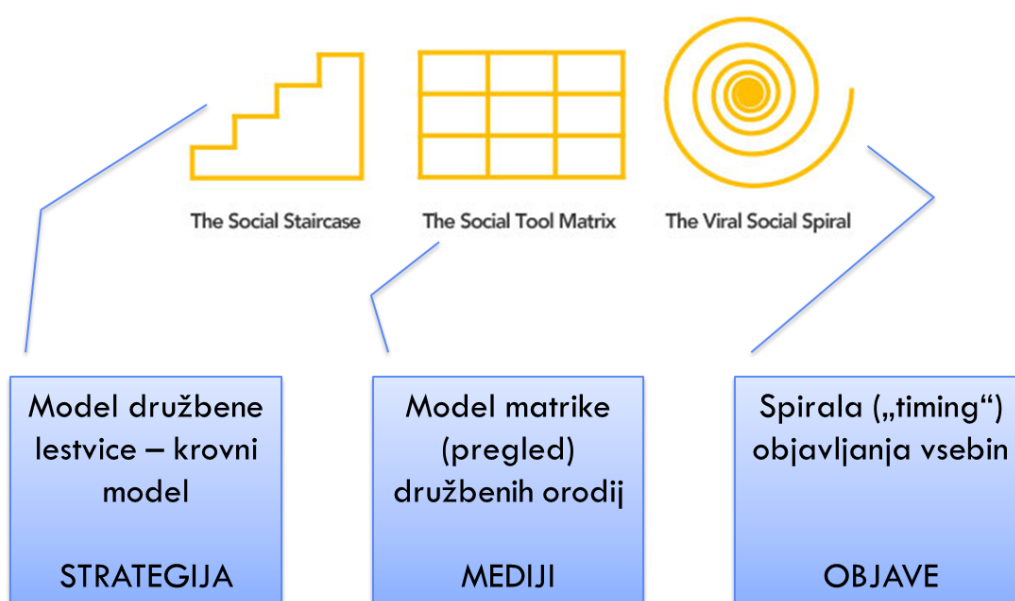 The Social Staircase
The Social Tool Matrix
The Viral Social Spiral
Model družbene
lestvice – krovni
model
STRATEGIJA
Model matrike
(pregled)
družbenih orodij
MEDIJI
Spirala („timing“)
objavljanja vsebin
OBJAVE